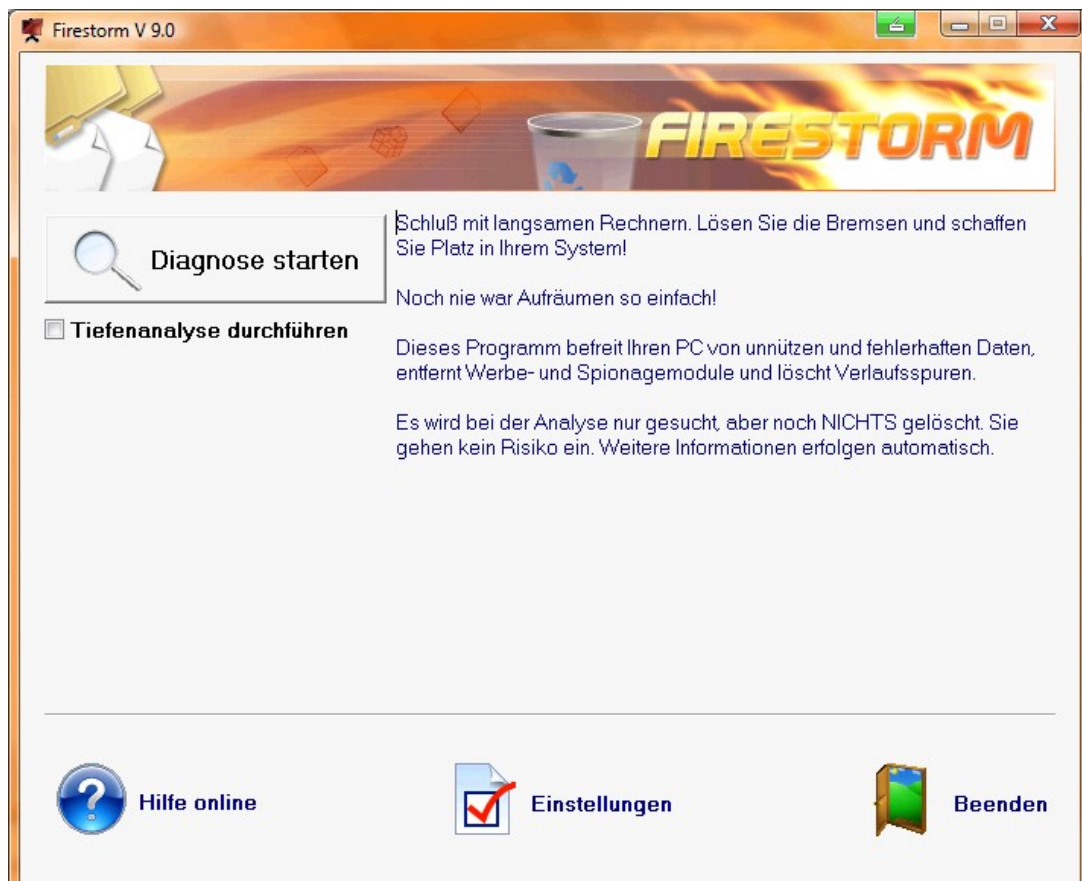 Firestorm V 9.0
FIRESTORM
Diagnose starten
Tiefenanalyse durchführen
Schluß mit langsamen Rechnern. Lösen Sie die Bremsen und schaffen
Sie Platz in Ihrem System!
Noch nie war Aufräumen so einfach!
Dieses Programm befreit Ihren PC von unnützen und fehlerhaften Daten,
entfernt Werbe- und Spionagemodule und löscht Verlaufsspuren.
Es wird bei der Analyse nur gesucht, aber noch NICHTS gelöscht. Sie
gehen kein Risiko ein. Weitere Informationen erfolgen automatisch.
Hilfe online
Einstellungen
Beenden